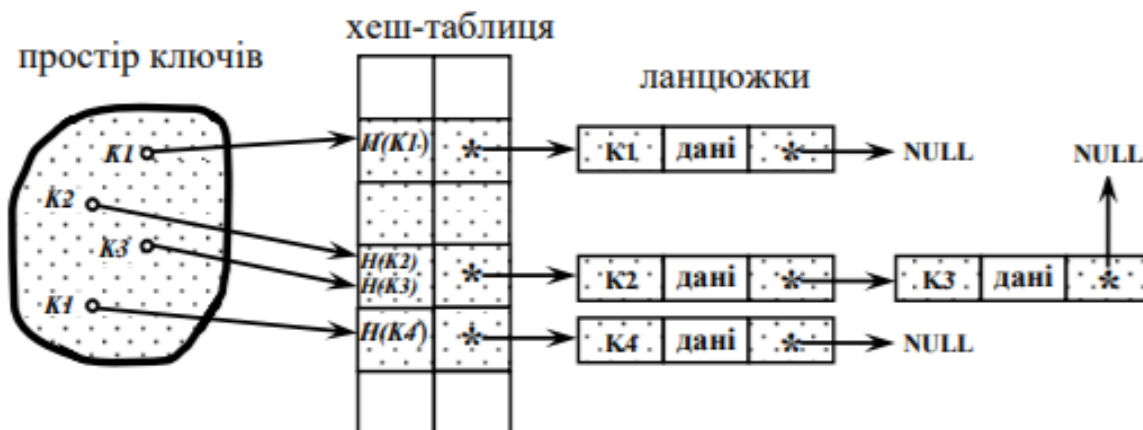 хеш-таблиця
простір ключів
ланцюжки
K1
H(K1)
*
K1 дані *
NULL
NULL
K2
K3
H(K2)
H(K3)
*
K2 дані *
K3 дані *
K4
H(K4)
*
K4 дані *
NULL